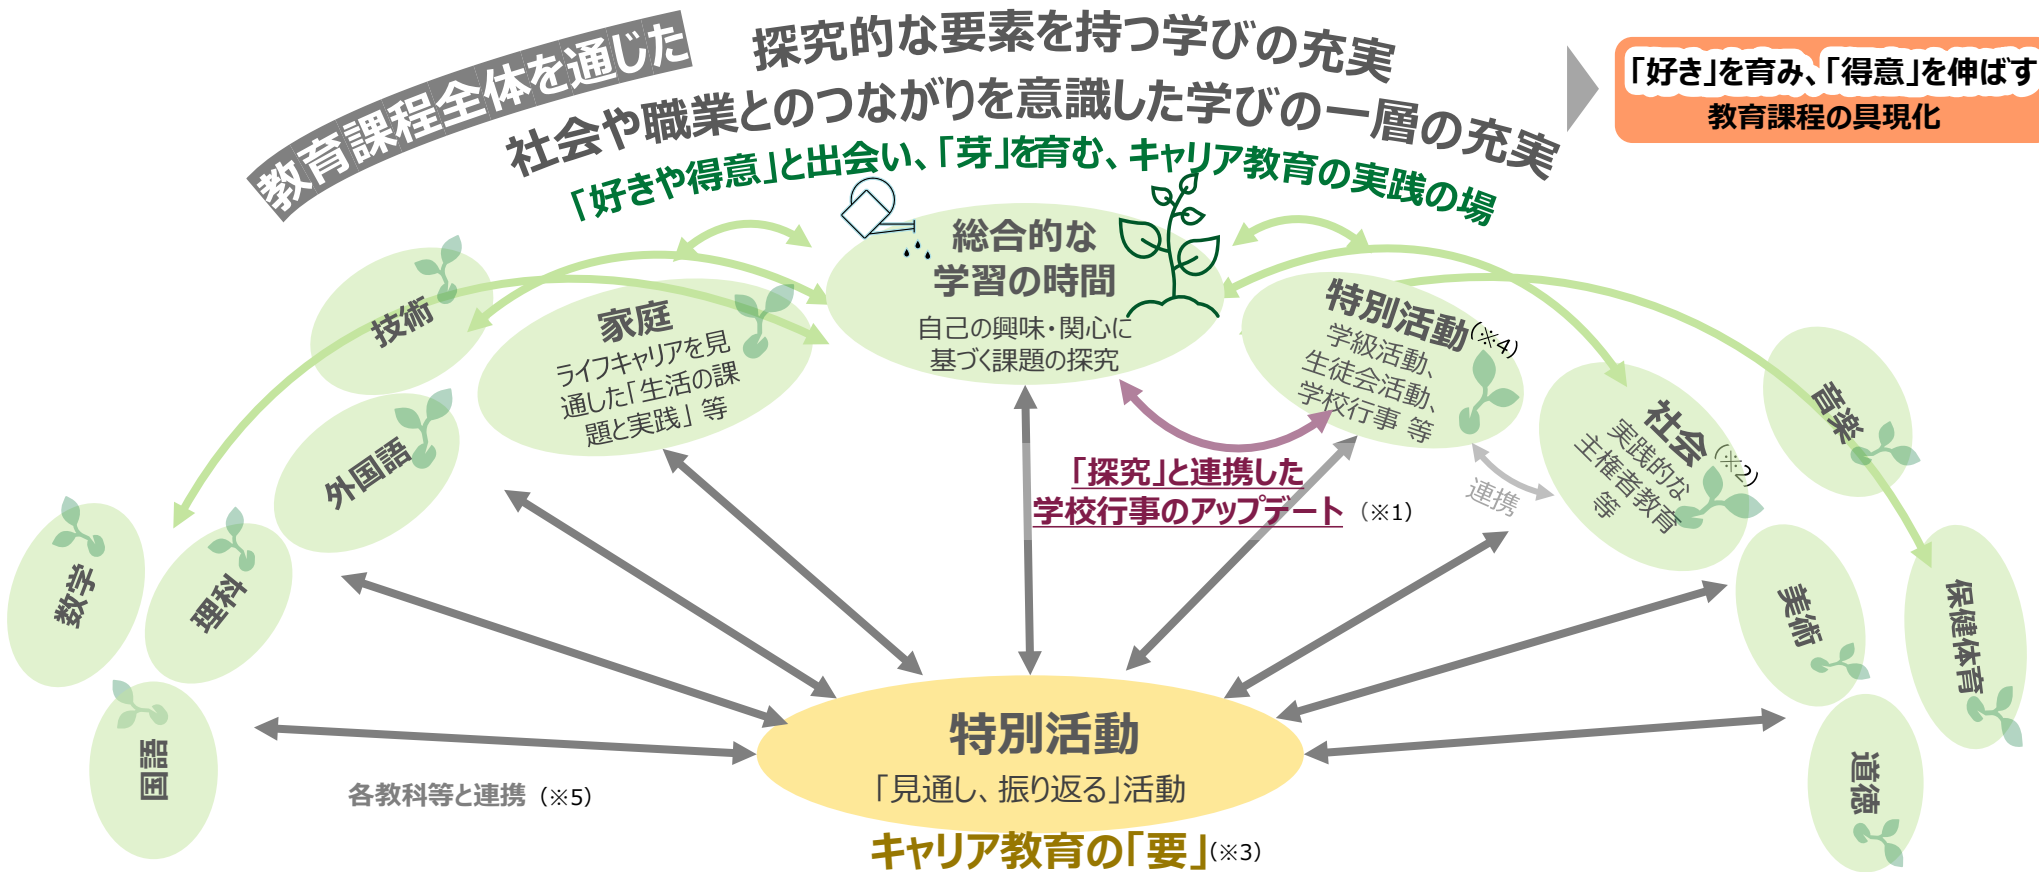 教育課程全体を通じた
探究的な要素を持つ学びの充実
社会や職業とのつながりを意識した学びの一層の充実
「好きや得意」と出会い、「芽」を育む、キャリア教育の実践の場
「好き」を育み、「得意」を伸ばす
教育課程の具現化
総合的な
学習の時間
自己の興味・関心に
基づく課題の探究
技術
家庭
ライフキャリアを見
通した「生活の課
題と実践」 等
特別活動(※4)
学級活動、
生徒会活動、
学校行事 等
外国語
社会(※2)
実践的な
主権者教育
等
音楽
「探究」と連携した
学校行事のアップデート (※1)
連携
数学
理科
美術
保健体育
国語
道徳
各教科等と連携 (※5)
特別活動
「見通し、振り返る」活動
キャリア教育の「要」(※3)